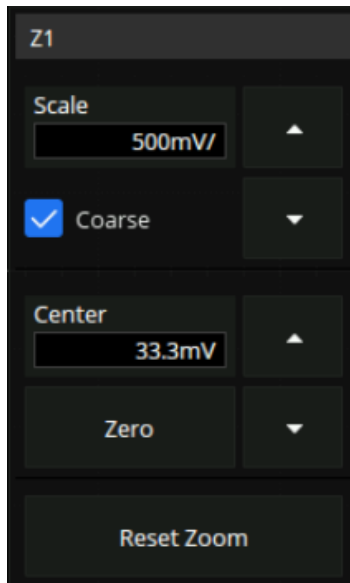 Z1
Scale
500mV/
Coarse
Center
33.3mV
Zero
Reset Zoom